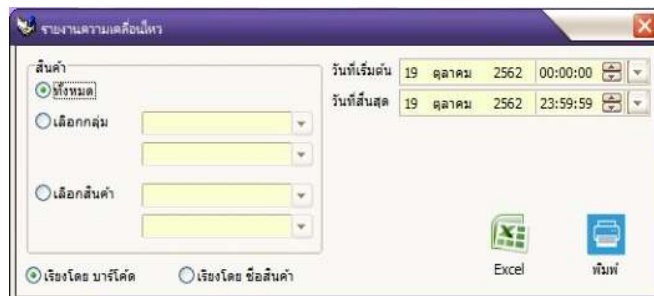 รายงานความเคลื่อนไหว
สินค้า
ทั้งหมด
เลือกกลุ่ม
เลือกสินค้า
เรียงโดย บาร์โค้ด
เรียงโดย ชื่อสินค้า
วันที่เริ่มต้น 19 ตุลาคม 2562 00:00:00
วันที่สิ้นสุด 19 ตุลาคม 2562 23:59:59
Excel
พิมพ์